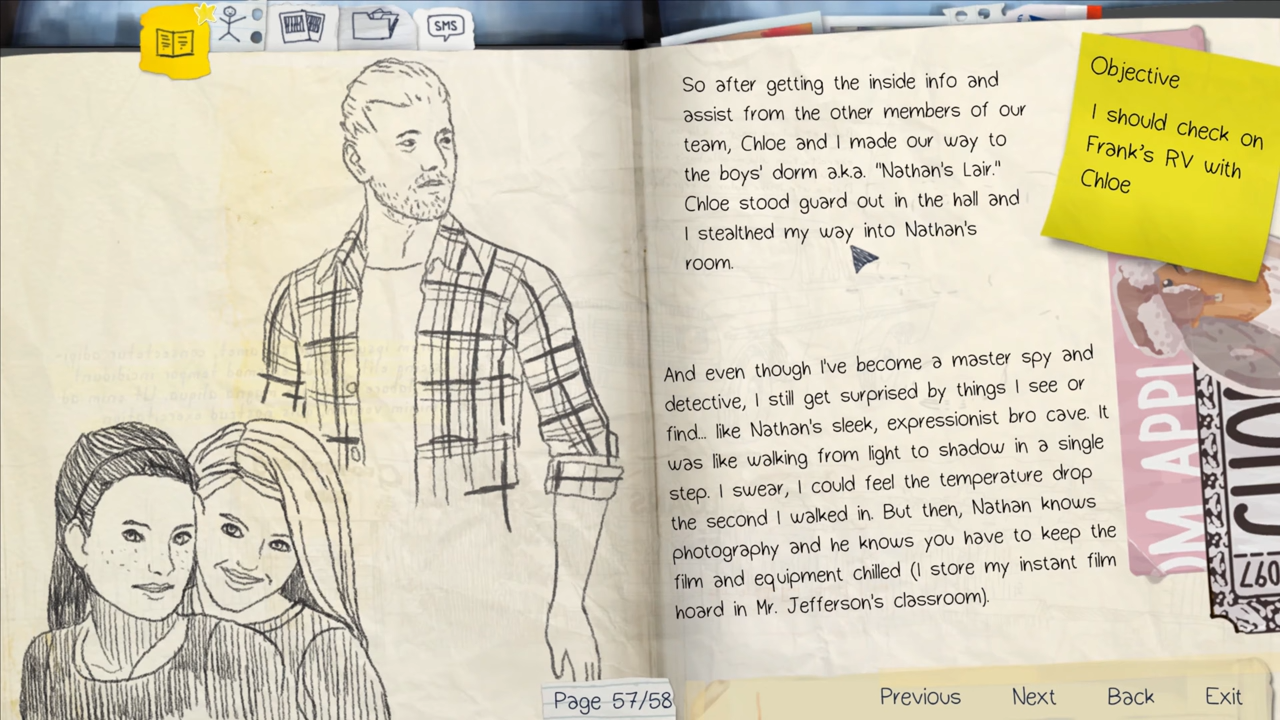 SMS
So after getting the inside info and
assist from the other members of our
team, Chloe and I made our way to
the boys' dorm a.k.a. "Nathan's Lair."
Chloe stood guard out in the hall and
I stealthed my way into Nathan's
room.
And even though I've become a master spy and
detective, I still get surprised by things I see or
find... like Nathan's sleek, expressionist bro cave. It
was like walking from light to shadow in a single
step. I swear, I could feel the temperature drop
the second I walked in. But then, Nathan knows
photography and he knows you have to keep the
film and equipment chilled (I store my instant film
hoard in Mr. Jefferson's classroom).
Objective
I should check on
Frank's RV with
Chloe
Page 57/58
Previous
Next
Back
Exit